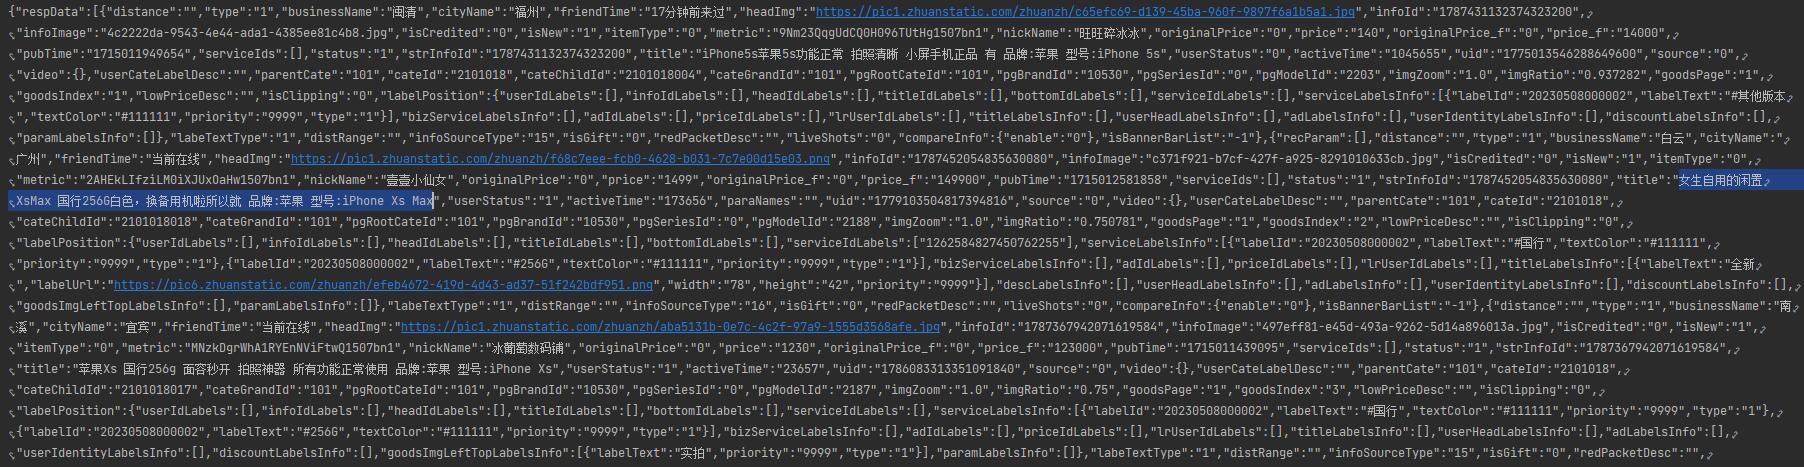 {"respData":[{"distance":"","type":"1","businessName":"闽清","cityName":"福州","friendTime":"17分钟前来过","headImg":"https://pic1.zhuanstatic.com/zhuanzh/c65efc69-d139-45ba-960f-9897f6a1b5a1.jpg","infoId":"1787431132374323200",
"infoImage":"4c2222da-9543-4e44-ada1-4385ee81c4b8.jpg","isCredited":"0","isNew":"1","itemType":"0","metric":"9Nm23QqgUdCQ0H096TUtHg1507bn1","nickName":"旺旺碎冰冰","originalPrice":"0","price":"140","originalPrice_f":"0","price_f":"14000",
"pubTime":"1715011949654","serviceIds":[],"status":"1","strInfoId":"1787431132374323200","title":"iPhone5s苹果5s功能正常 拍照清晰 小屏手机正品 有 品牌:苹果 型号:iPhone 5s","userStatus":"0","activeTime":"1045655","uid":"1775013546288649600","source":"0",
"video":{},"userCateLabelDesc":"","parentCate":"101","cateId":"2101018","cateChildId":"2101018004","cateGrandId":"101","pgRootCateId":"101","pgBrandId":"10530","pgSeriesId":"0","pgModelId":"2203","imgZoom":"1.0","imgRatio":"0.937282","goodsPage":"1",
"goodsIndex":"1","lowPriceDesc":"","isClipping":"0","labelPosition":{"userIdLabels":[],"infoIdLabels":[],"headIdLabels":[],"titleIdLabels":[],"bottomIdLabels":[],"serviceIdLabels":[],"serviceLabelsInfo":[{"labelId":"20230508000002","labelText":"#其他版本
","textColor":"#111111","priority":"9999","type":"1"}],"bizServiceLabelsInfo":[],"adIdLabels":[],"priceIdLabels":[],"lrUserIdLabels":[],"titleLabelsInfo":[],"userHeadLabelsInfo":[],"adLabelsInfo":[],"userIdentityLabelsInfo":[],"discountLabelsInfo":[],
"paramLabelsInfo":[]},"labeTextType":"1","distRange":"","infoSourceType":"15","isGift":"0","redPacketDesc":"","liveShots":"0","compareInfo":{"enable":"0"},"isBannerBarList":"-1"},{"recParam":[],"distance":"","type":"1","businessName":"白云","cityName":"
广州","friendTime":"当前在线","headImg":"https://pic1.zhuanstatic.com/zhuanzh/f68c7eee-fcb0-4628-b031-7c7e00d15e03.png","infoId":"1787452054835630080","infoImage":"c371f921-b7cf-427f-a925-8291010633cb.jpg","isCredited":"0","isNew":"1","itemType":"0",
"metric":"2AHEkLIfziLM0iXJUxOaHw1507bn1","nickName":"壹壹小仙女","originalPrice":"0","price":"1499","originalPrice_f":"0","price_f":"149900","pubTime":"1715012581858","serviceIds":[],"status":"1","strInfoId":"1787452054835630080","title":"女生自用的闲置
XsMax 国行256G白色，换备用机啦所以就 品牌:苹果 型号:iPhone Xs Max","userStatus":"1","activeTime":"173656","paraNames":"","uid":"1779103504817394816","source":"0","video":{},"userCateLabelDesc":"","parentCate":"101","cateId":"2101018",
"cateChildId":"2101018018","cateGrandId":"101","pgRootCateId":"101","pgBrandId":"10530","pgSeriesId":"0","pgModelId":"2188","imgZoom":"1.0","imgRatio":"0.750781","goodsPage":"1","goodsIndex":"2","lowPriceDesc":"","isClipping":"0",
"labelPosition":{"userIdLabels":[],"infoIdLabels":[],"headIdLabels":[],"titleIdLabels":[],"bottomIdLabels":[],"serviceIdLabels":["1262584827450762255"],"serviceLabelsInfo":[{"labelId":"20230508000002","labelText":"#国行","textColor":"#111111",
"priority":"9999","type":"1"},{"labelId":"20230508000002","labelText":"#256G","textColor":"#111111","priority":"9999","type":"1"}],"bizServiceLabelsInfo":[],"adIdLabels":[],"priceIdLabels":[],"lrUserIdLabels":[],"titleLabelsInfo":[{"labelText":"全新
","labelUrl":"https://pic6.zhuanstatic.com/zhuanzh/efeb4672-419d-4d43-ad37-51f242bdf951.png","width":"78","height":"42","priority":"9999"}],"descLabelsInfo":[],"userHeadLabelsInfo":[],"adLabelsInfo":[],"userIdentityLabelsInfo":[],"discountLabelsInfo":[],
"goodsImgLeftTopLabelsInfo":[],"paramLabelsInfo":[]},"labeTextType":"1","distRange":"","infoSourceType":"16","isGift":"0","redPacketDesc":"","liveShots":"0","compareInfo":{"enable":"0"},"isBannerBarList":"-1"},{"distance":"","type":"1","businessName":"南
溪","cityName":"宜宾","friendTime":"当前在线","headImg":"https://pic1.zhuanstatic.com/zhuanzh/aba5131b-0e7c-4c2f-97a9-1555d3568afe.jpg","infoId":"1787367942071619584","infoImage":"497eff81-e45d-493a-9262-5d14a896013a.jpg","isCredited":"0","isNew":"1",
"itemType":"0","metric":"MNzkDgrWhA1RYEnNViFtwQ1507bn1","nickName":"冰葡萄数码铺","originalPrice":"0","price":"1230","originalPrice_f":"0","price_f":"123000","pubTime":"1715011439095","serviceIds":[],"status":"1","strInfoId":"1787367942071619584",
"title":"苹果Xs 国行256g 面容秒开 拍照神器 所有功能正常使用 品牌:苹果 型号:iPhone Xs","userStatus":"1","activeTime":"23657","uid":"1786083313351091840","source":"0","video":{},"userCateLabelDesc":"","parentCate":"101","cateId":"2101018",
"cateChildId":"2101018017","cateGrandId":"101","pgRootCateId":"101","pgBrandId":"10530","pgSeriesId":"0","pgModelId":"2187","imgZoom":"1.0","imgRatio":"0.75","goodsPage":"1","goodsIndex":"3","lowPriceDesc":"","isClipping":"0",
"labelPosition":{"userIdLabels":[],"infoIdLabels":[],"headIdLabels":[],"titleIdLabels":[],"bottomIdLabels":[],"serviceIdLabels":[],"serviceLabelsInfo":[{"labelId":"20230508000002","labelText":"#国行","textColor":"#111111","priority":"9999","type":"1"},
{"labelId":"20230508000002","labelText":"#256G","textColor":"#111111","priority":"9999","type":"1"}],"bizServiceLabelsInfo":[],"adIdLabels":[],"priceIdLabels":[],"lrUserIdLabels":[],"titleLabelsInfo":[],"userHeadLabelsInfo":[],"adLabelsInfo":[],
"userIdentityLabelsInfo":[],"discountLabelsInfo":[],"goodsImgLeftTopLabelsInfo":[{"labelText":"实拍","priority":"9999","type":"1"}],"paramLabelsInfo":[]},"labeTextType":"1","distRange":"","infoSourceType":"15","isGift":"0","redPacketDesc":"",